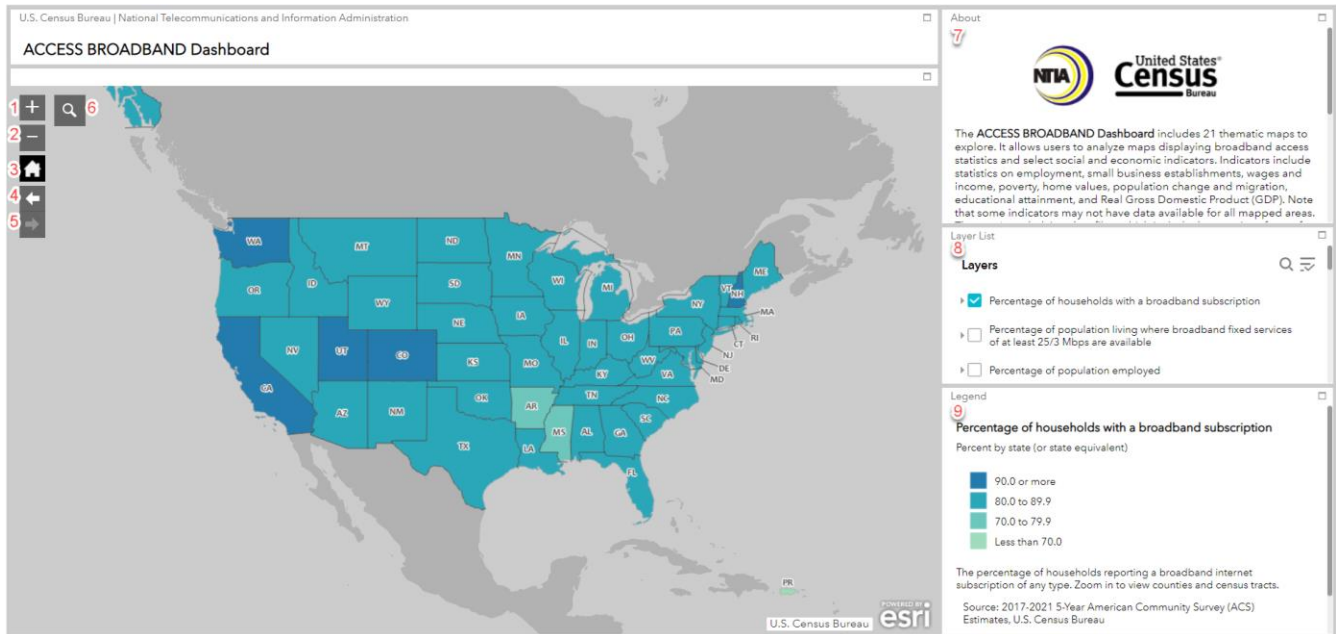 U.S. Census Bureau | National Telecommunications and Information Administration
ACCESS BROADBAND Dashboard
1
2
3
4
5
6
WA
MT
ND
MN
ME
OR
ID
SD
WI
MI
VT
NH
NY
WY
IA
MA
NE
PA
RI
CT
NV
UT
CO
IL
IN
OH
NJ
DE
MD
KS
MO
WV
VA
KY
CA
AZ
NM
OK
AR
TN
NC
SC
MS
AL
GA
TX
LA
FL
PR
U.S. Census Bureau
POWERED BY
esri
About
7
NTIA
United States®
Census
Bureau
The ACCESS BROADBAND Dashboard includes 21 thematic maps to
explore. It allows users to analyze maps displaying broadband access
statistics and select social and economic indicators. Indicators include
statistics on employment, small business establishments, wages and
income, poverty, home values, population change and migration,
educational attainment, and Real Gross Domestic Product (GDP). Note
that some indicators may not have data available for all mapped areas.
Layer List
8
Layers
Percentage of households with a broadband subscription
Percentage of population living where broadband fixed services
of at least 25/3 Mbps are available
Percentage of population employed
Legend
9
Percentage of households with a broadband subscription
Percent by state (or state equivalent)
90.0 or more
80.0 to 89.9
70.0 to 79.9
Less than 70.0
The percentage of households reporting a broadband internet
subscription of any type. Zoom in to view counties and census tracts.
Source: 2017-2021 5-Year American Community Survey (ACS)
Estimates, U.S. Census Bureau